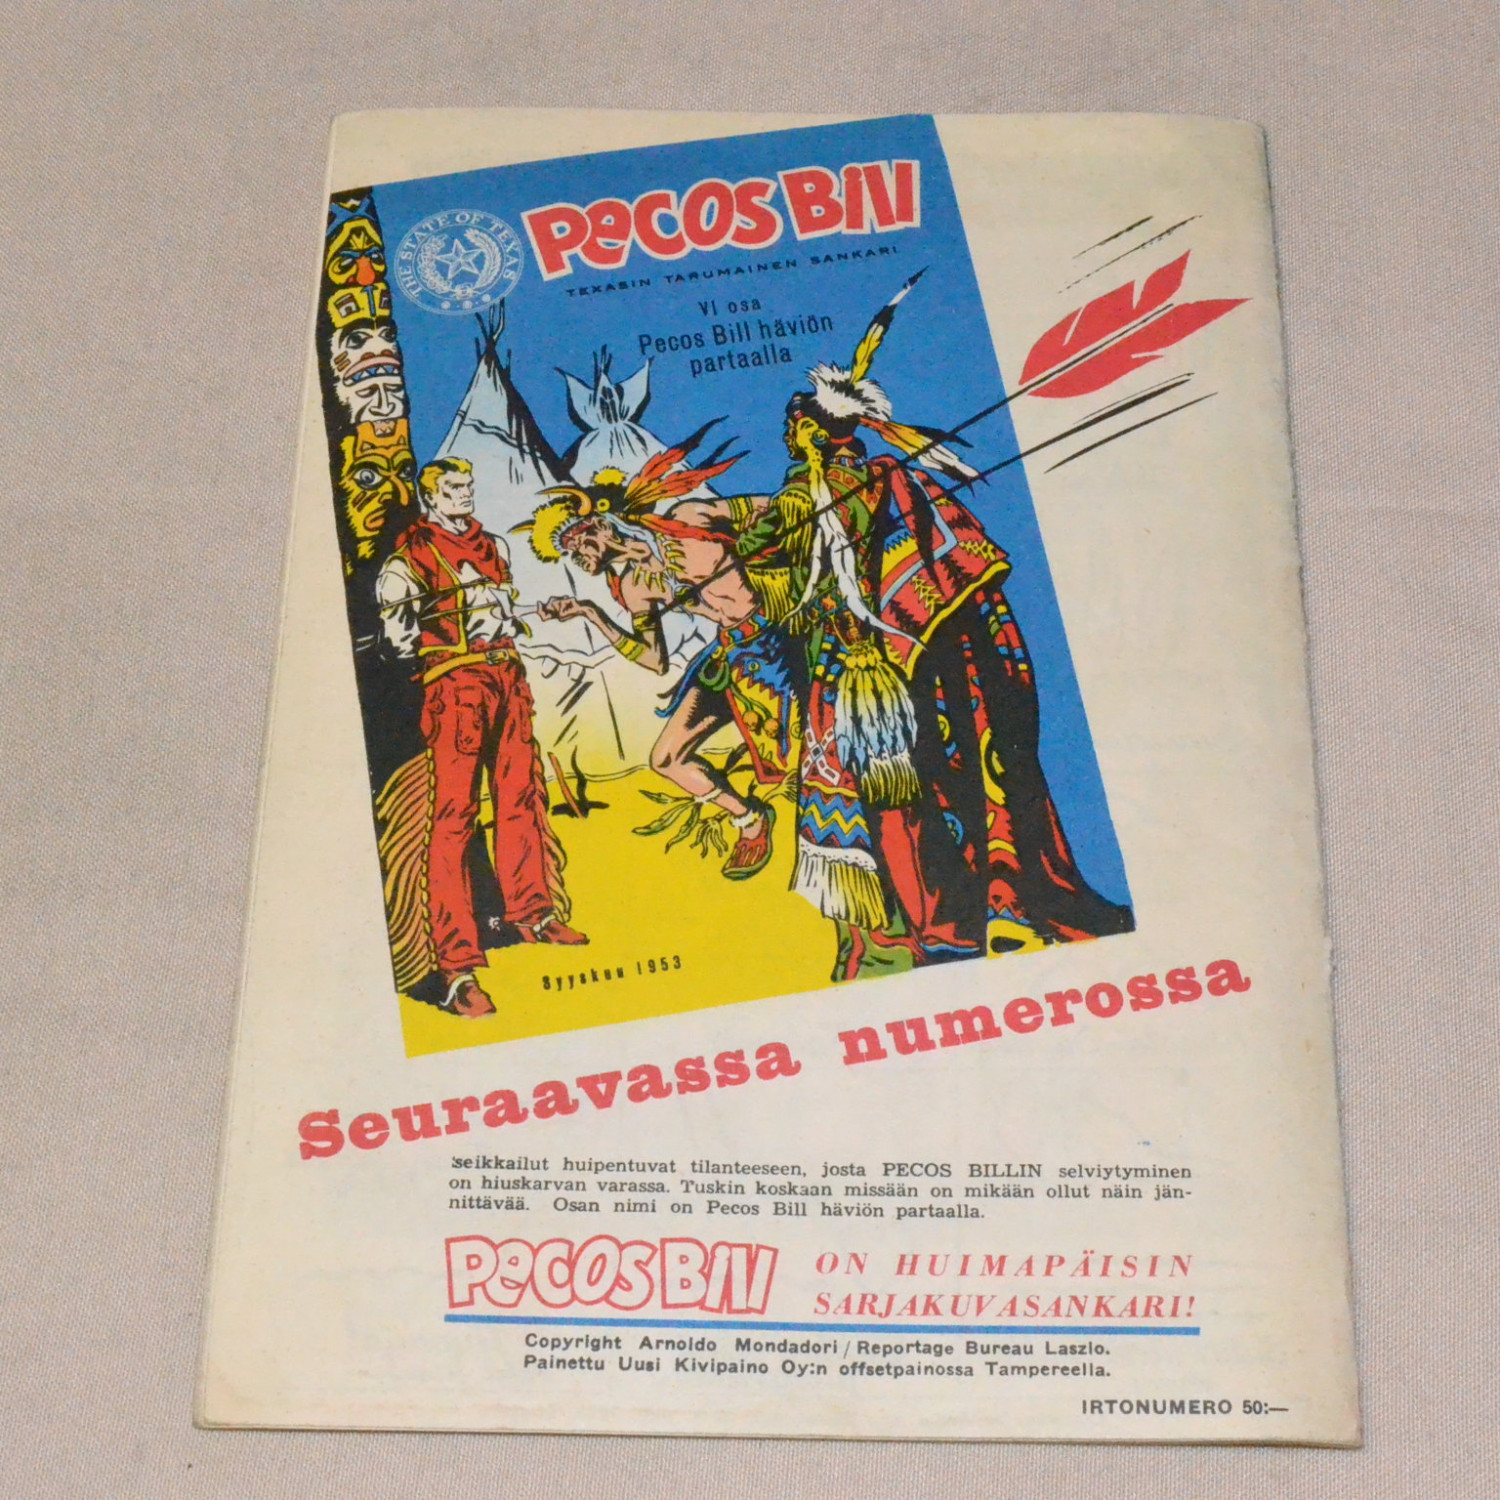 THE STATE OF TEXAS
PECOS BILL
TEXASIN TARUMAINEN SANKARI
VI osa
Pecos Bill häviön
partaalla
Syyskuu 1953
Seuraavassa numerossa
seikkailut huipentuvat tilanteeseen, josta PECOS BILLIN selviytyminen
on hiuskarvan varassa. Tuskin koskaan missään on mikään ollut näin jän-
nittävää. Osan nimi on Pecos Bill häviön partaalla.
PECOS BILL
ON HUIMAPÄISIN
SARJAKUVASANKARI!
Copyright Arnoldo Mondadori / Reportage Bureau Laszlo.
Painettu Uusi Kivipaino Oy:n offsetpainossa Tampereella.
IRTONUMERO 50:—